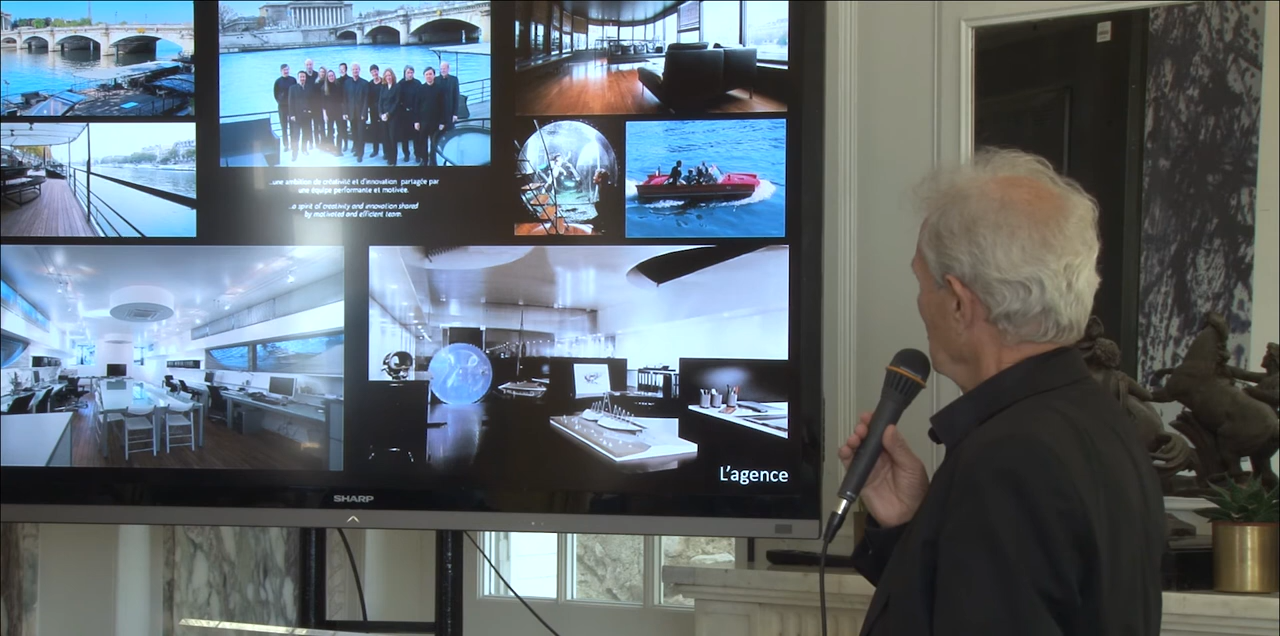 ...une ambition de créativité et d'innovation partagée par
une équipe performante et motivée.
...a spirit of creativity and innovation shared
by motivated and efficient team.
L'agence
SHARP